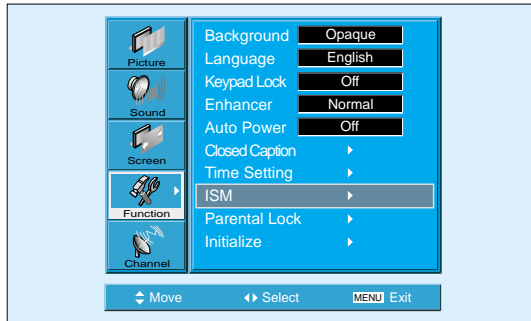 Picture
Sound
Screen
Function
Channel
Background Opaque
Language English
Keypad Lock Off
Enhancer Normal
Auto Power Off
Closed Caption
Time Setting
ISM
Parental Lock
Initialize
Move Select MENU Exit